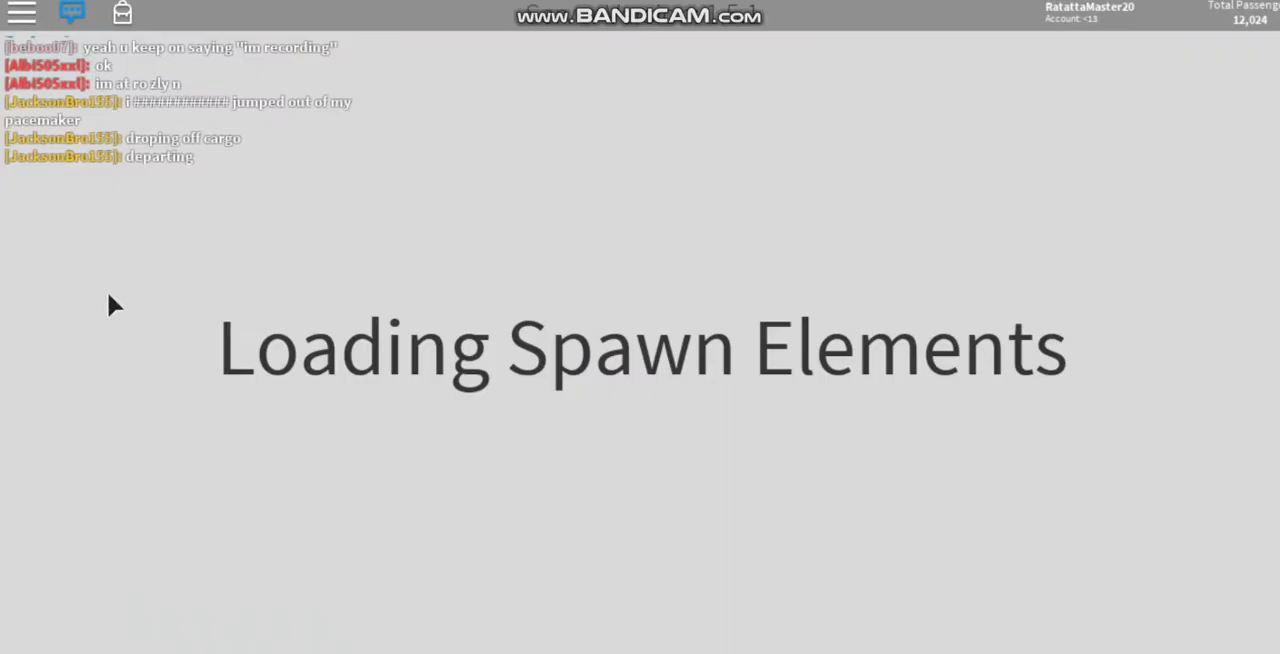 www.BANDICAM.com
RatattaMaster20
Account: <13
Total Passenge
12,024
[beboo07]: yeah u keep on saying "im recording"
[Albi505xxl]: ok
[Albi505xxl]: im at ro zly n
[JacksonBro155]: i ############ jumped out of my
pacemaker
[JacksonBro155]: droping off cargo
[JacksonBro155]: departing
Loading Spawn Elements